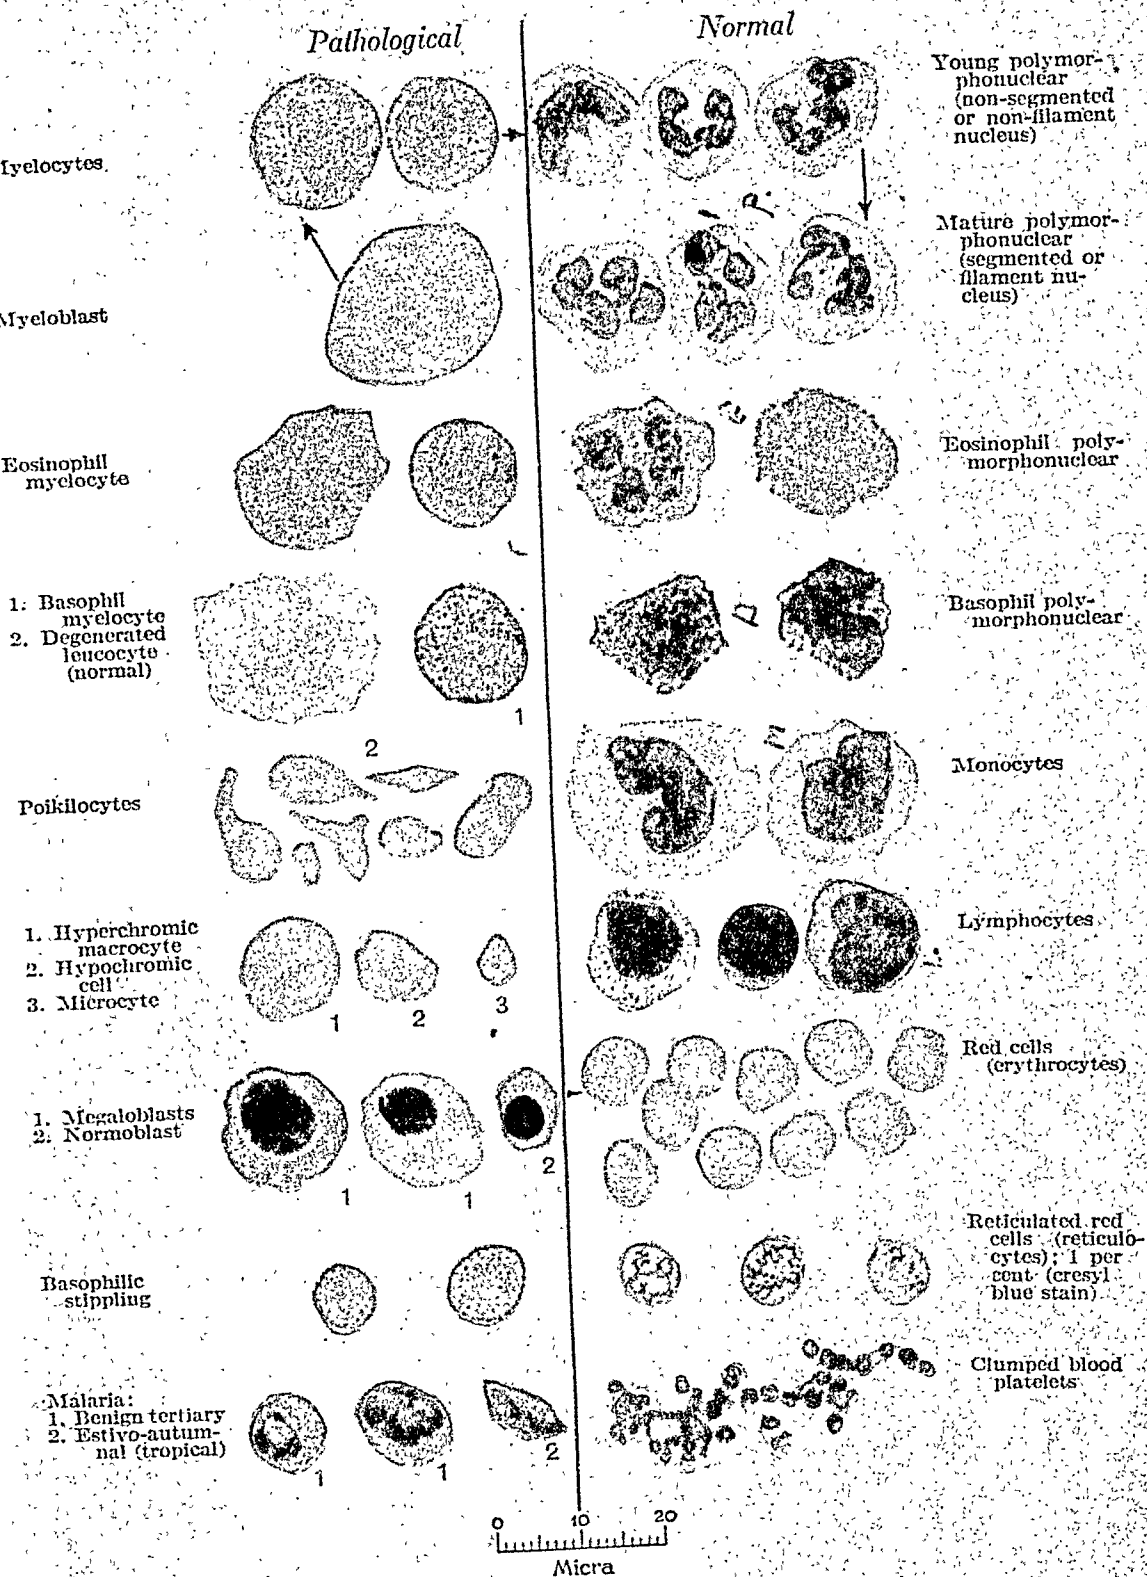 Pathological
Normal
Myelocytes
Myeloblast
Eosinophil
myelocyte
1. Basophil
myelocyte
2. Degenerated
leucocyte
(normal)
1
2
Poikilocytes
1. Hyperchromic
macrocyte
2. Hypochromic
cell
3. Microcyte
1
2
3
1. Megaloblasts
2. Normoblast
1
1
2
Basophilic
stippling
Malaria:
1. Benign tertiary
2. Estivo-autum-
nal (tropical)
1
1
2
Young polymor-
phonuclear
(non-segmented
or non-filament
nucleus)
P.
Mature polymor-
phonuclear
(segmented or
filament nu-
cleus)
Eosinophil poly-
morphonuclear
Basophil poly-
morphonuclear
M
Monocytes
Lymphocytes
Red cells
(erythrocytes)
Reticulated red
cells (reticulo-
cytes); 1 per
cent (cresyl
blue stain)
Clumped blood
platelets
0 10 20
Micra